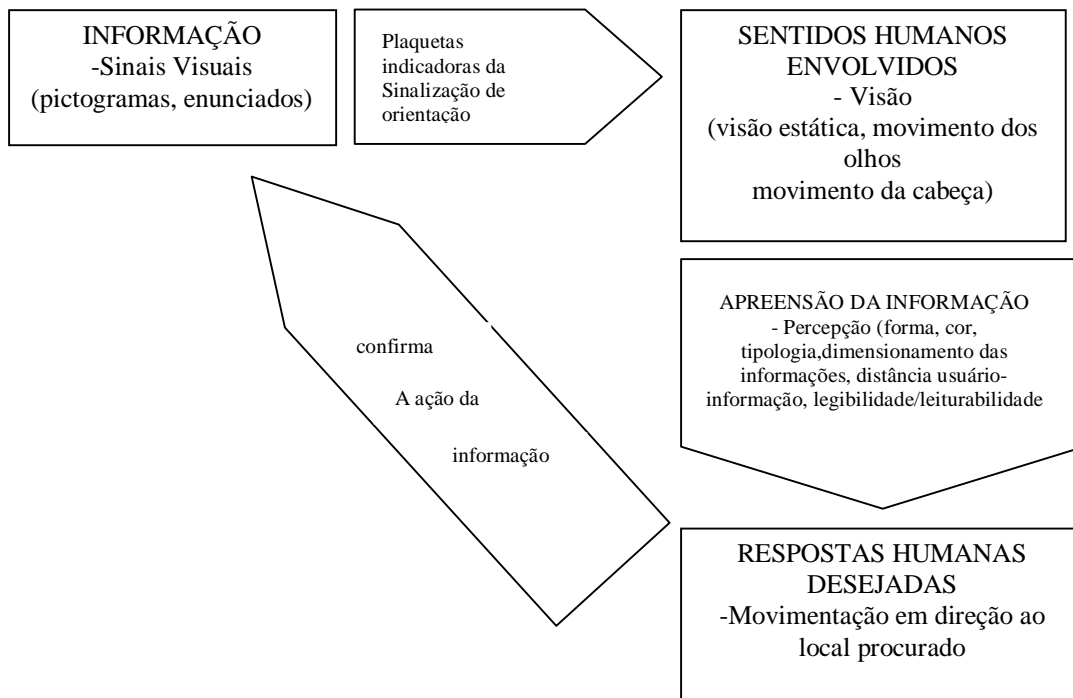 INFORMAÇÃO
-Sinais Visuais
(pictogramas, enunciados)
Plaquetas
indicadoras da
Sinalização de
orientação
SENTIDOS HUMANOS
ENVOLVIDOS
- Visão
(visão estática, movimento dos
olhos
movimento da cabeça)
APREENSÃO DA INFORMAÇÃO
- Percepção (forma, cor,
tipologia,dimensionamento das
informações, distância usuário-
informação, legibilidade/leiturabilidade
RESPOSTAS HUMANAS
DESEJADAS
-Movimentação em direção ao
local procurado
confirma
A ação da
informação